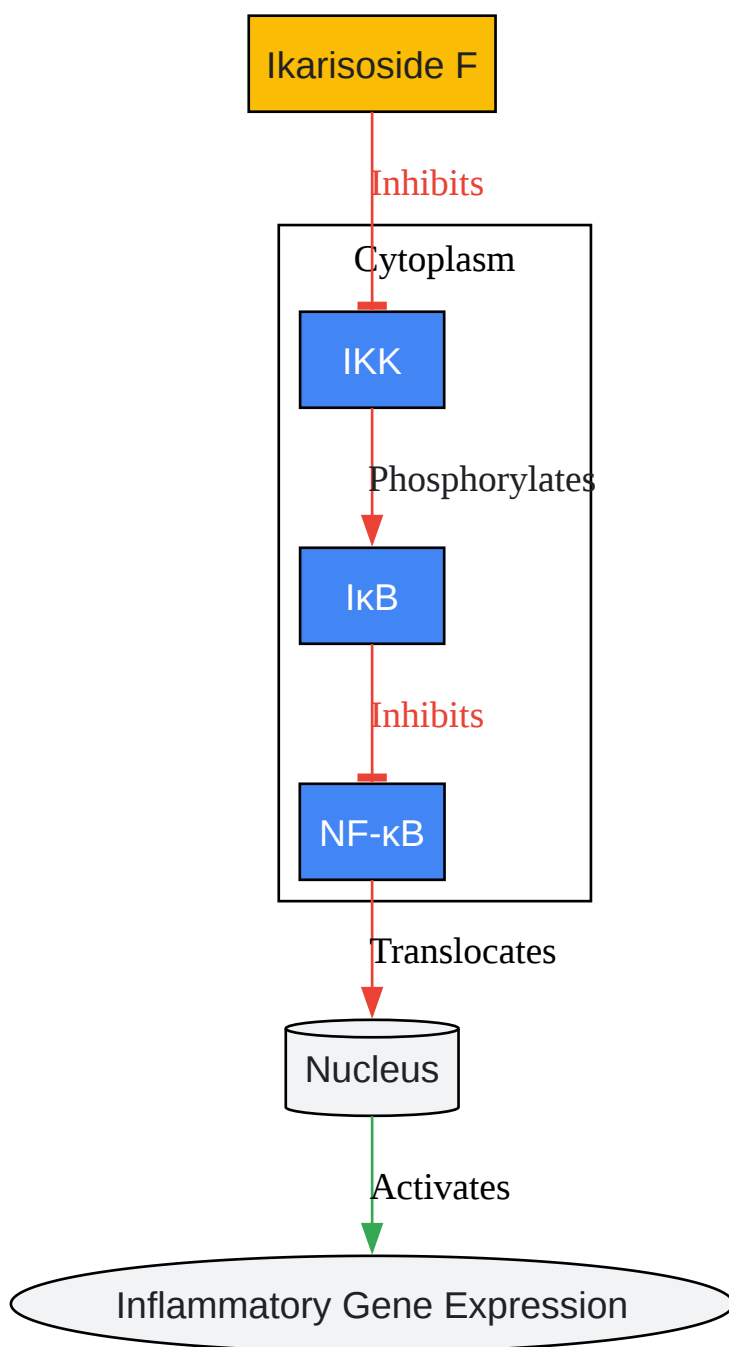 Ikarisoside F
Inhibits
Cytoplasm
IKK
Phosphorylates
IκB
Inhibits
NF-κB
Translocates
Nucleus
Activates
Inflammatory Gene Expression